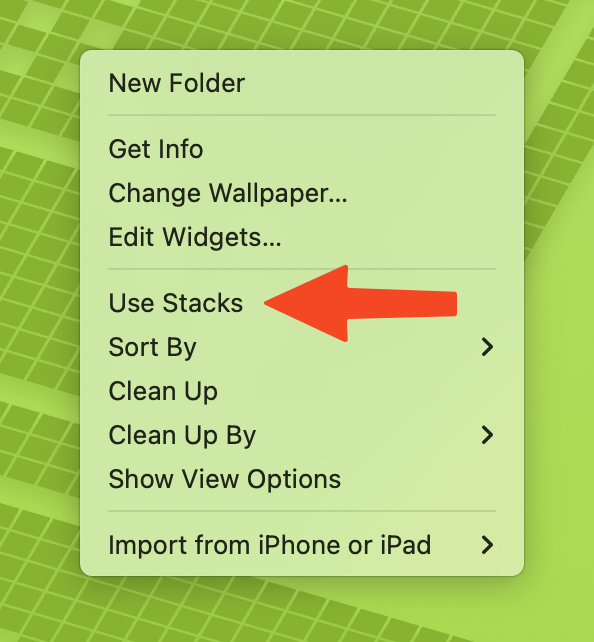 New Folder
Get Info
Change Wallpaper...
Edit Widgets...
Use Stacks
Sort By
Clean Up
Clean Up By
Show View Options
Import from iPhone or iPad